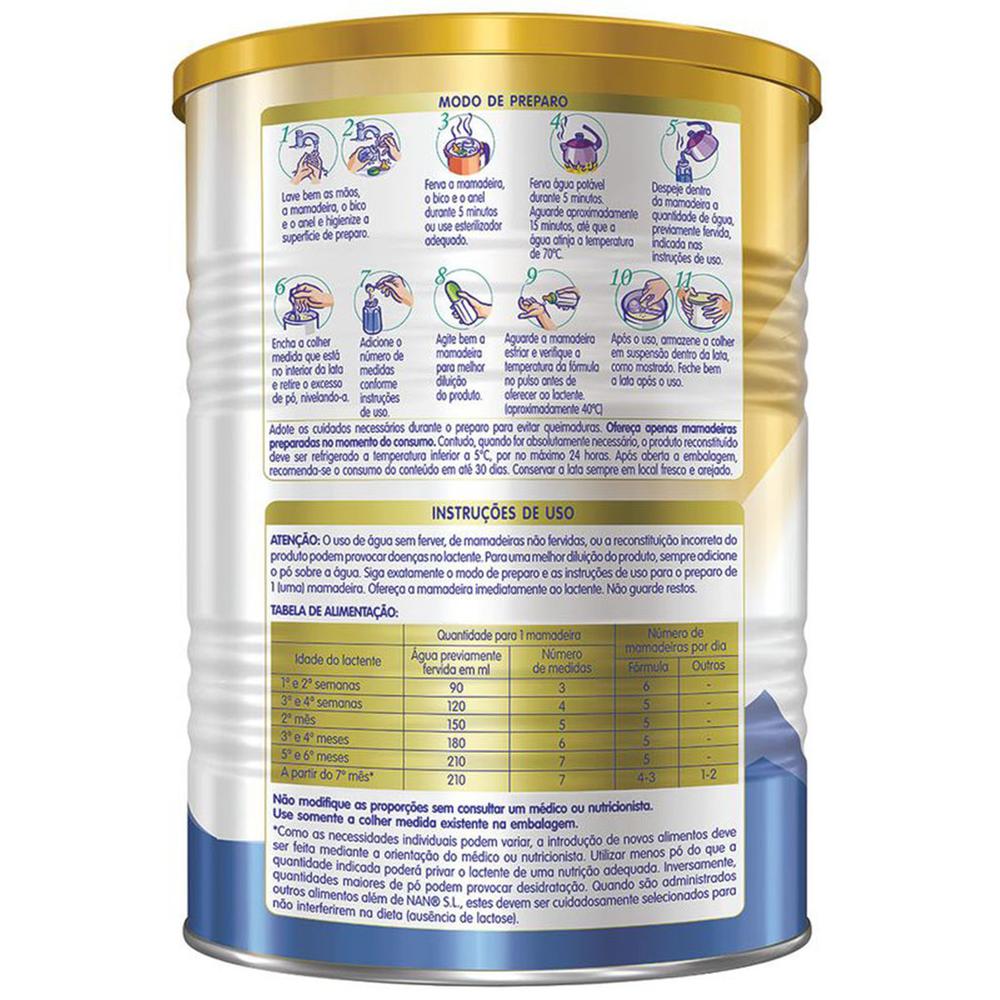 MODO DE PREPARO
1 2 3 4 5
Lave bem as mãos,
a mamadeira, o bico
e o anel e higienize a
superfície de preparo.
Ferva a mamadeira,
o bico e o anel
durante 5 minutos
ou use esterilizador
adequado.
Ferva água potável
durante 5 minutos.
Aguarde aproximadamente
15 minutos, até que a
água atinja a temperatura
de 70°C.
Despeje dentro
da mamadeira a
quantidade de água,
previamente fervida,
indicada nas
instruções de uso.
6 7 8 9 10 11
Encha a colher
medida que está
no interior da lata
e retire o excesso
de pó, nivelando-a.
Adicione o
número de
medidas
conforme
instruções
de uso.
Agite bem a
mamadeira
para melhor
diluição
do produto.
Aguarde a mamadeira
esfriar e verifique a
temperatura da fórmula
no pulso antes de
oferecer ao lactente.
(aproximadamente 40°C)
Após o uso, armazene a colher
em suspensão dentro da lata,
como mostrado. Feche bem
a lata após o uso.
Adote os cuidados necessários durante o preparo para evitar queimaduras. Ofereça apenas mamadeiras
preparadas no momento do consumo. Contudo, quando for absolutamente necessário, o produto reconstituído
deve ser refrigerado a temperatura inferior a 5°C, por no máximo 24 horas. Após aberta a embalagem,
recomenda-se o consumo do conteúdo em até 30 dias. Conservar a lata sempre em local fresco e arejado.
INSTRUÇÕES DE USO
ATENÇÃO: O uso de água sem ferver, de mamadeiras não fervidas, ou a reconstituição incorreta do
produto podem provocar doenças no lactente. Para uma melhor diluição do produto, sempre adicione
o pó sobre a água. Siga exatamente o modo de preparo e as instruções de uso para o preparo de
1 (uma) mamadeira. Ofereça a mamadeira imediatamente ao lactente. Não guarde restos.
TABELA DE ALIMENTAÇÃO:
Idade do lactente
Quantidade para 1 mamadeira
Água previamente
fervida em ml
Número
de medidas
Número de
mamadeiras por dia
Fórmula Outros
1ª e 2ª semanas 90 3 6 -
3ª e 4ª semanas 120 4 5 -
2º mês 150 5 5 -
3º e 4º meses 180 6 5 -
5º e 6º meses 210 7 5 -
A partir do 7º mês* 210 7 4-3 1-2
Não modifique as proporções sem consultar um médico ou nutricionista.
Use somente a colher medida existente na embalagem.
*Como as necessidades individuais podem variar, a introdução de novos alimentos deve
ser feita mediante a orientação do médico ou nutricionista. Utilizar menos pó do que a
quantidade indicada poderá privar o lactente de uma nutrição adequada. Inversamente,
quantidades maiores de pó podem provocar desidratação. Quando são administrados
outros alimentos além de NAN® S.L., estes devem ser cuidadosamente selecionados para
não interferirem na dieta (ausência de lactose).